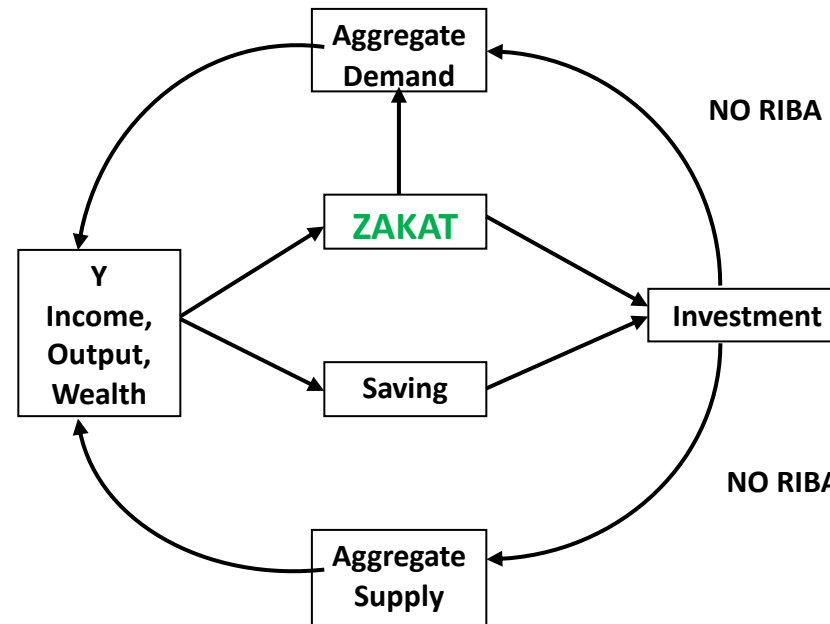 Aggregate
Demand
NO RIBA
ZAKAT
Y
Income,
Output,
Wealth
Investment
Saving
NO RIBA
Aggregate
Supply